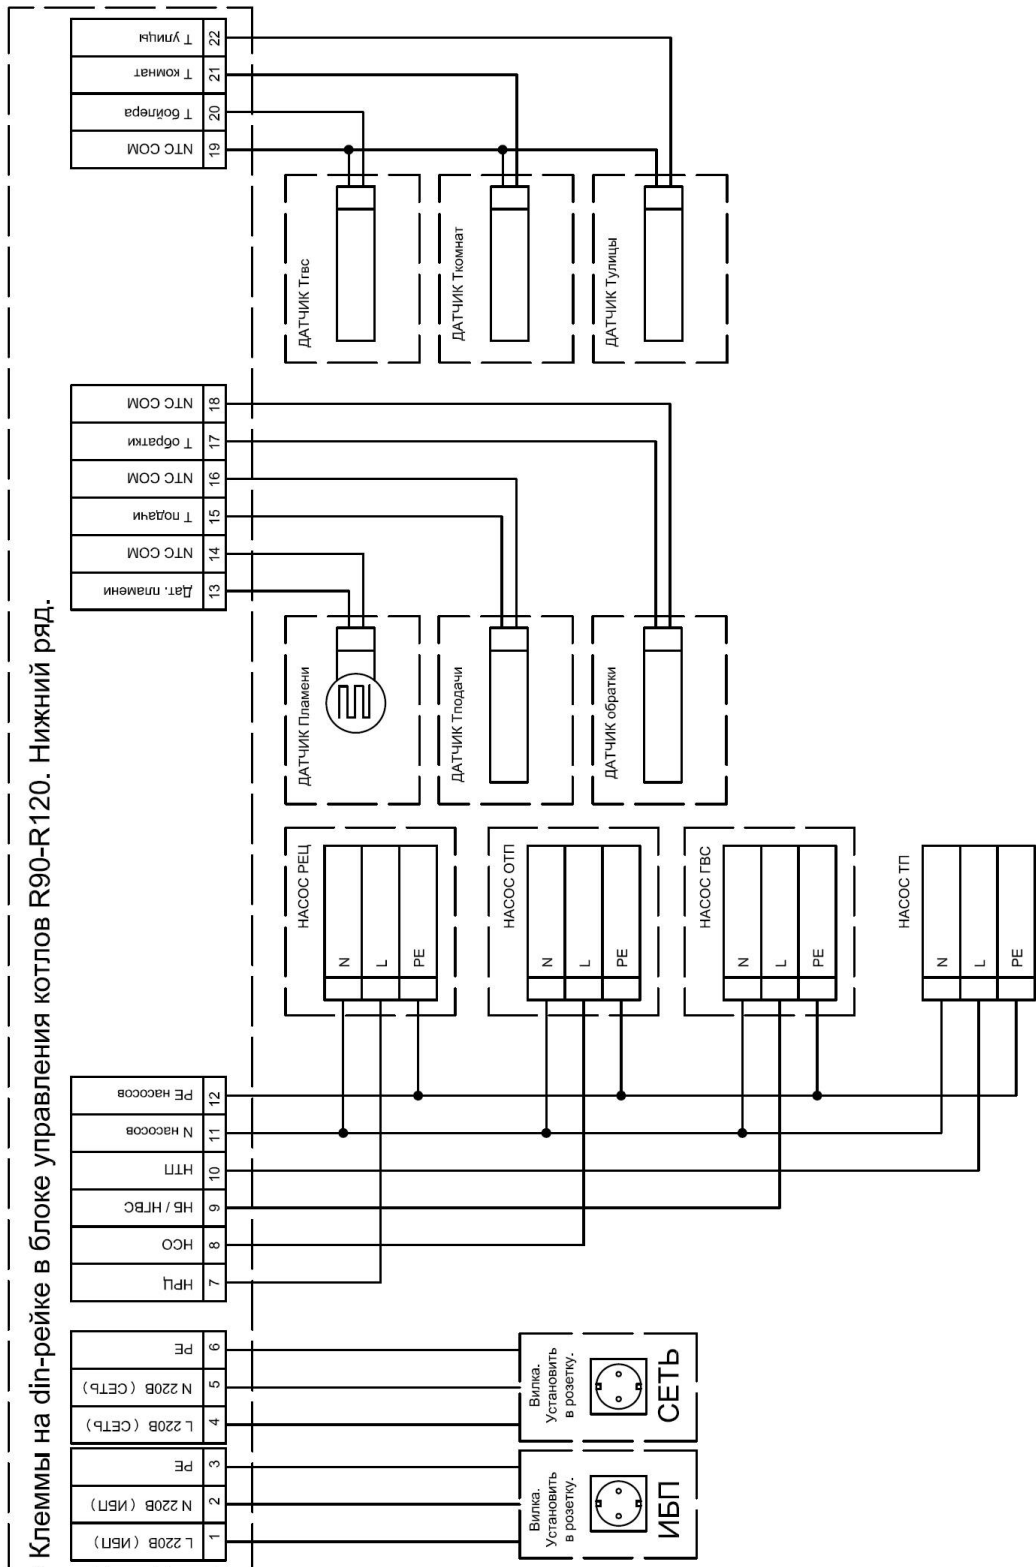 Клеммы на din-рейке в блоке управления котлов R90-R120. Нижний ряд.
L 220В ( ИБП )
1
N 220В ( ИБП )
2
PE
3
L 220В ( СЕТЬ )
4
N 220В ( СЕТЬ )
5
PE
6
НРЦ
7
НСО
8
НБ / НГВС
9
НТП
10
N насосов
11
PE насосов
12
Дат. пламени
13
NTC COM
14
Т подачи
15
NTC COM
16
Т обратки
17
NTC COM
18
NTC COM
19
Т бойлера
20
Т комнат
21
Т улицы
22
Вилка.
Установить
в розетку.
ИБП
Вилка.
Установить
в розетку.
СЕТЬ
НАСОС РЕЦ
N
L
PE
НАСОС ОТП
N
L
PE
НАСОС ГВС
N
L
PE
НАСОС ТП
N
L
PE
ДАТЧИК Пламени
ДАТЧИК Тподачи
ДАТЧИК обратки
ДАТЧИК Тгвс
ДАТЧИК Ткомнат
ДАТЧИК Тулицы